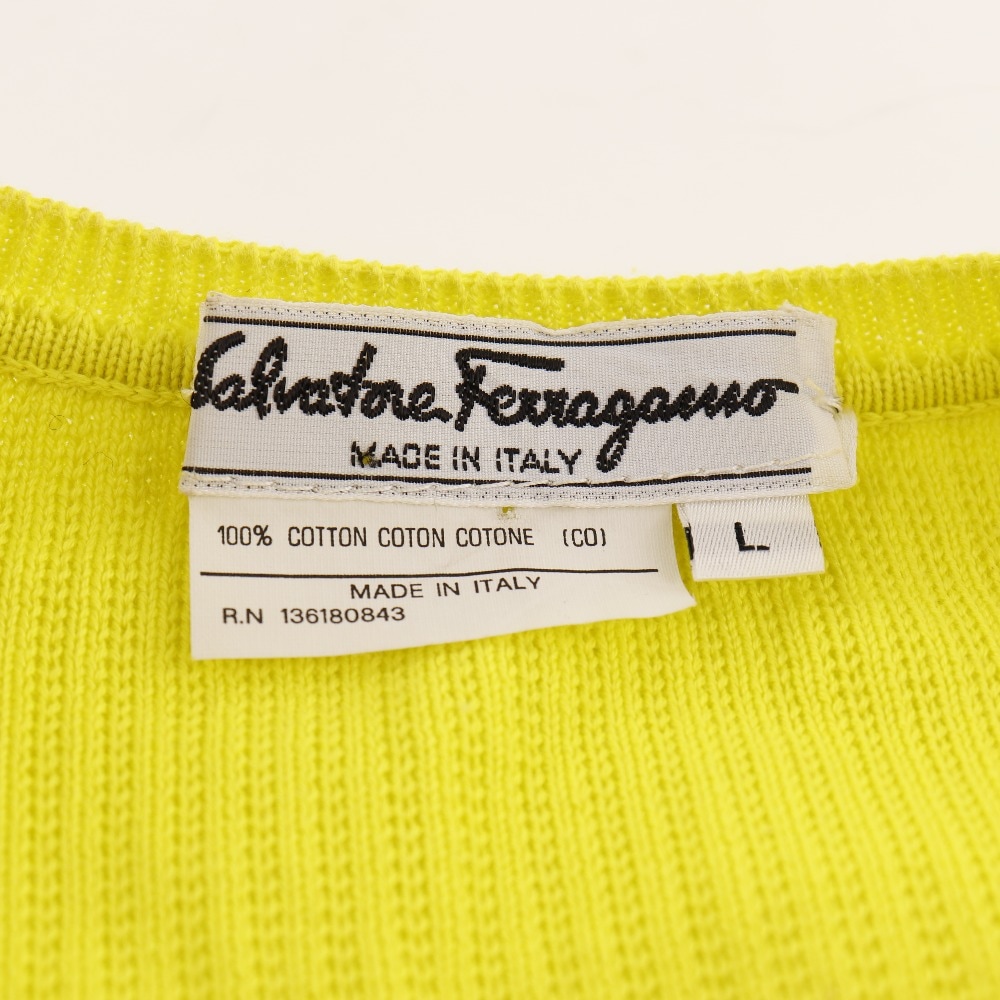 Salvatore Ferragamo
MADE IN ITALY
100% COTTON COTON COTONE (CO)
L
MADE IN ITALY
R.N 136180843